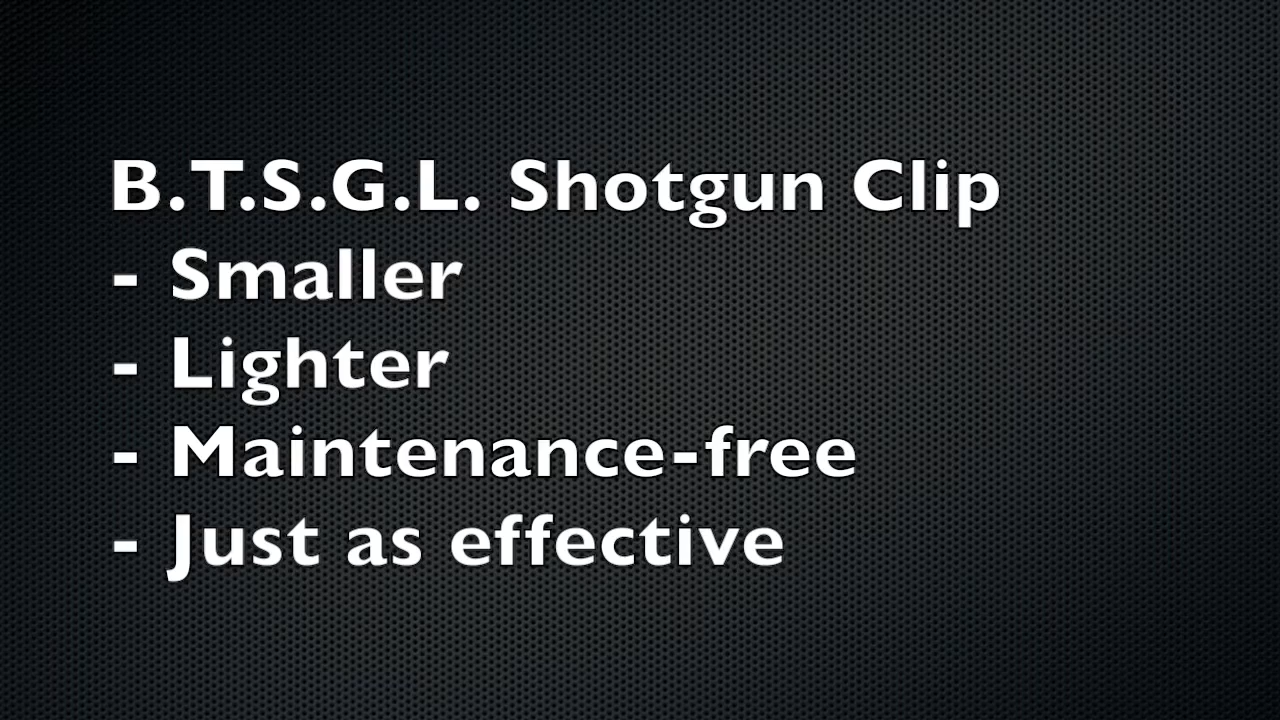 B.T.S.G.L. Shotgun Clip
- Smaller
- Lighter
- Maintenance-free
- Just as effective